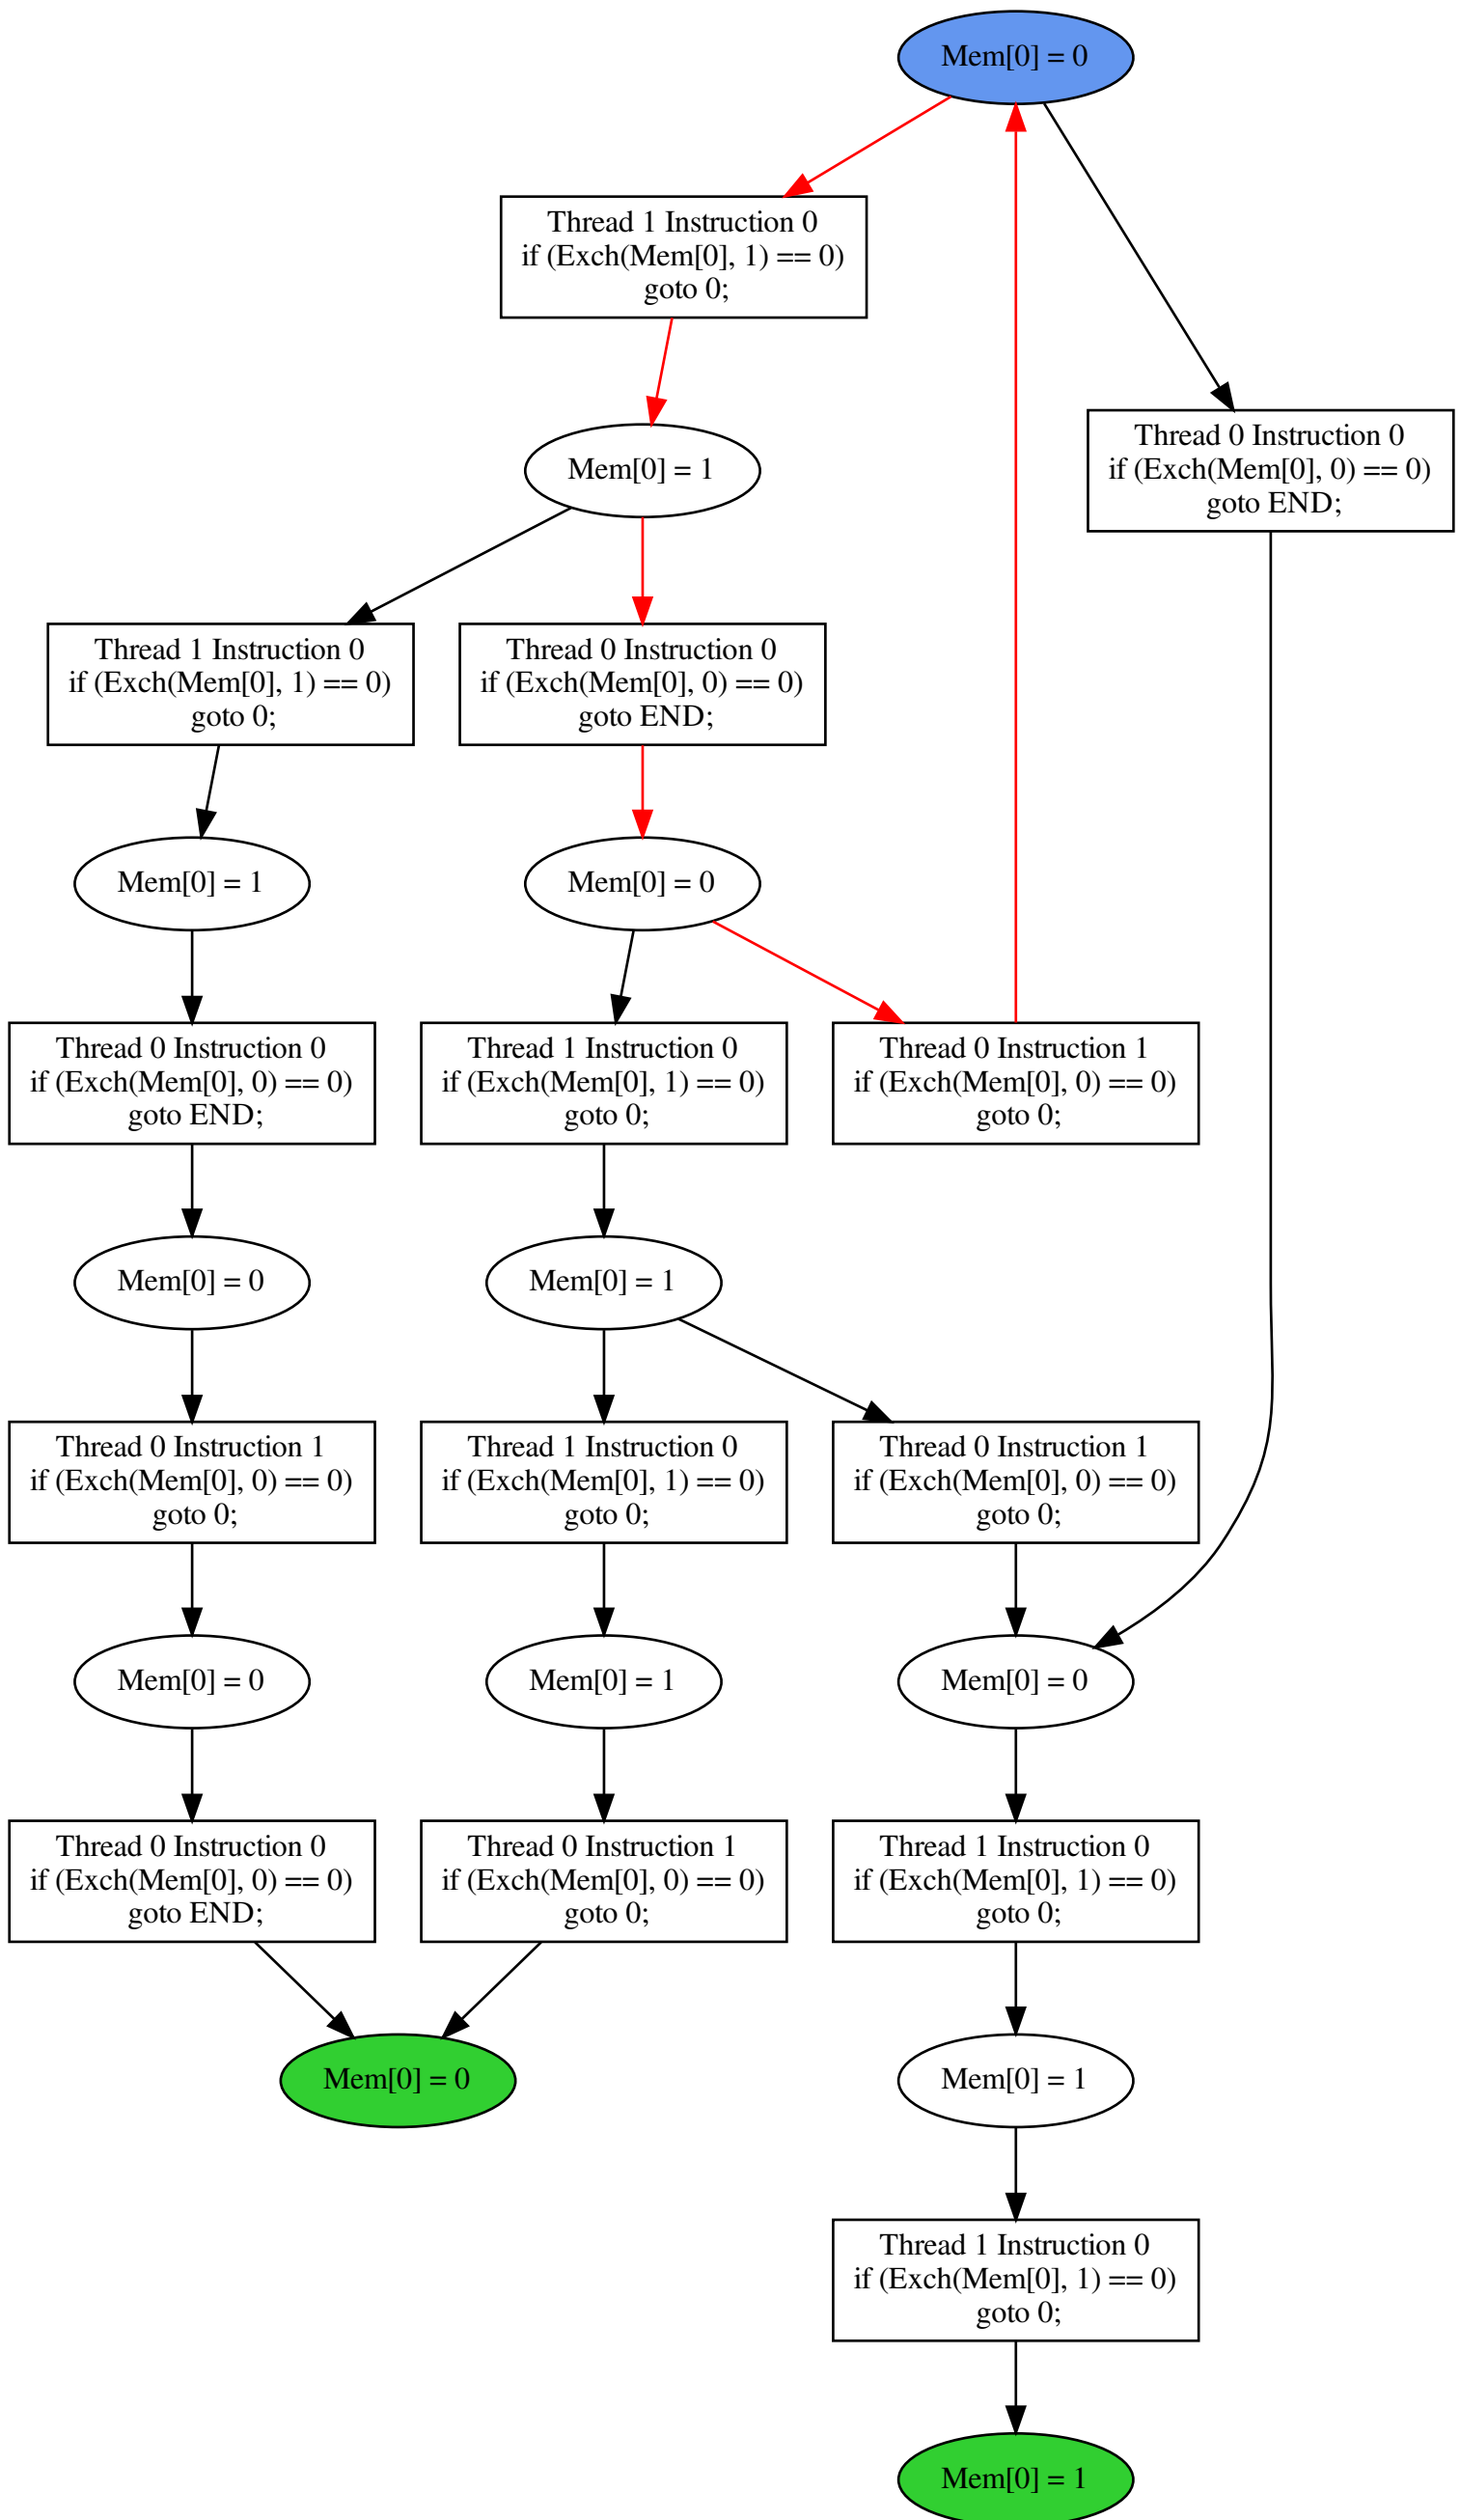 Mem[0] = 0
Thread 1 Instruction 0
if (Exch(Mem[0], 1) == 0)
goto 0;
Mem[0] = 1
Thread 0 Instruction 0
if (Exch(Mem[0], 0) == 0)
goto END;
Thread 1 Instruction 0
if (Exch(Mem[0], 1) == 0)
goto 0;
Thread 0 Instruction 0
if (Exch(Mem[0], 0) == 0)
goto END;
Mem[0] = 1
Mem[0] = 0
Thread 0 Instruction 0
if (Exch(Mem[0], 0) == 0)
goto END;
Thread 1 Instruction 0
if (Exch(Mem[0], 1) == 0)
goto 0;
Thread 0 Instruction 1
if (Exch(Mem[0], 0) == 0)
goto 0;
Mem[0] = 0
Mem[0] = 1
Thread 0 Instruction 1
if (Exch(Mem[0], 0) == 0)
goto 0;
Thread 1 Instruction 0
if (Exch(Mem[0], 1) == 0)
goto 0;
Thread 0 Instruction 1
if (Exch(Mem[0], 0) == 0)
goto 0;
Mem[0] = 0
Mem[0] = 1
Mem[0] = 0
Thread 0 Instruction 0
if (Exch(Mem[0], 0) == 0)
goto END;
Thread 0 Instruction 1
if (Exch(Mem[0], 0) == 0)
goto 0;
Thread 1 Instruction 0
if (Exch(Mem[0], 1) == 0)
goto 0;
Mem[0] = 0
Mem[0] = 1
Thread 1 Instruction 0
if (Exch(Mem[0], 1) == 0)
goto 0;
Mem[0] = 1